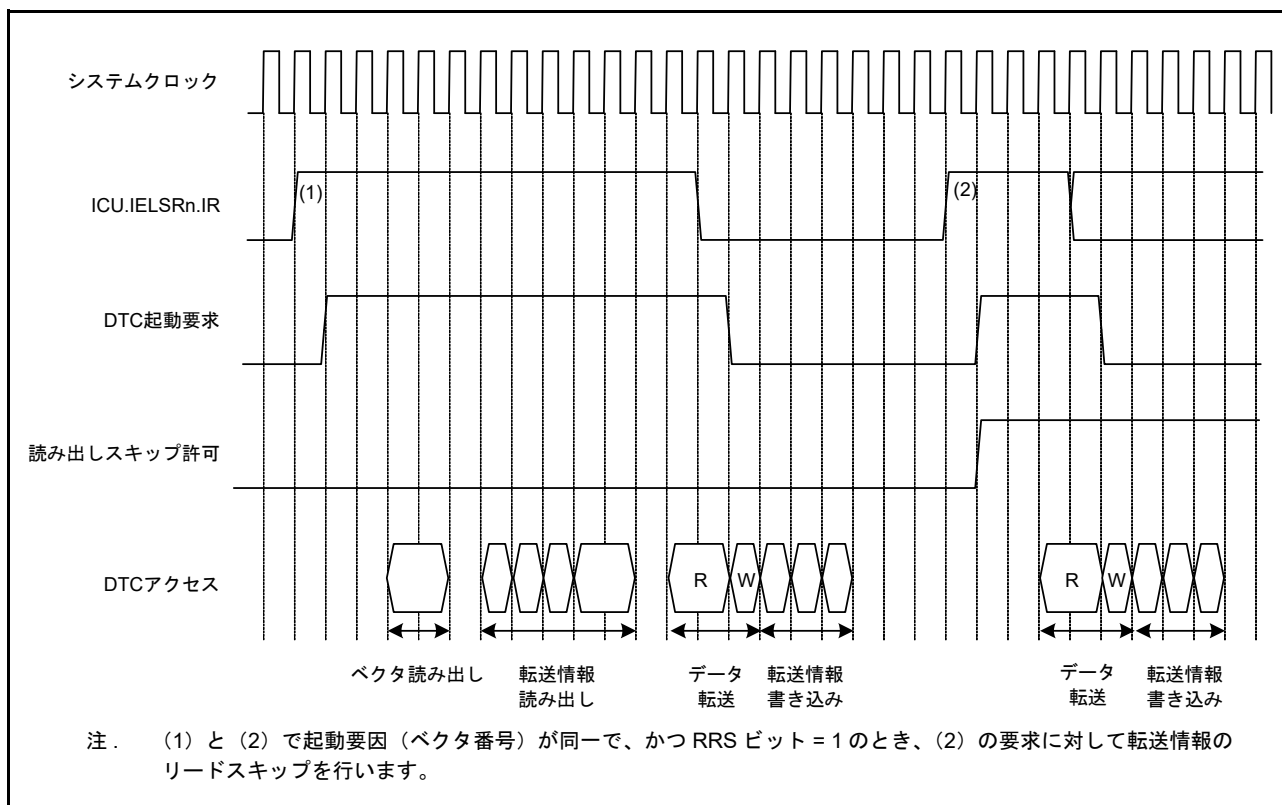 システムクロック
ICU.IELSRn.IR
(1)
(2)
DTC起動要求
読み出しスキップ許可
DTCアクセス
R
W
R
W
ベクタ読み出し
転送情報
読み出し
データ
転送
転送情報
書き込み
データ
転送
転送情報
書き込み
注 . （1）と（2）で起動要因（ベクタ番号）が同一で、かつ RRS ビット = 1 のとき、（2）の要求に対して転送情報の
リードスキップを行います。